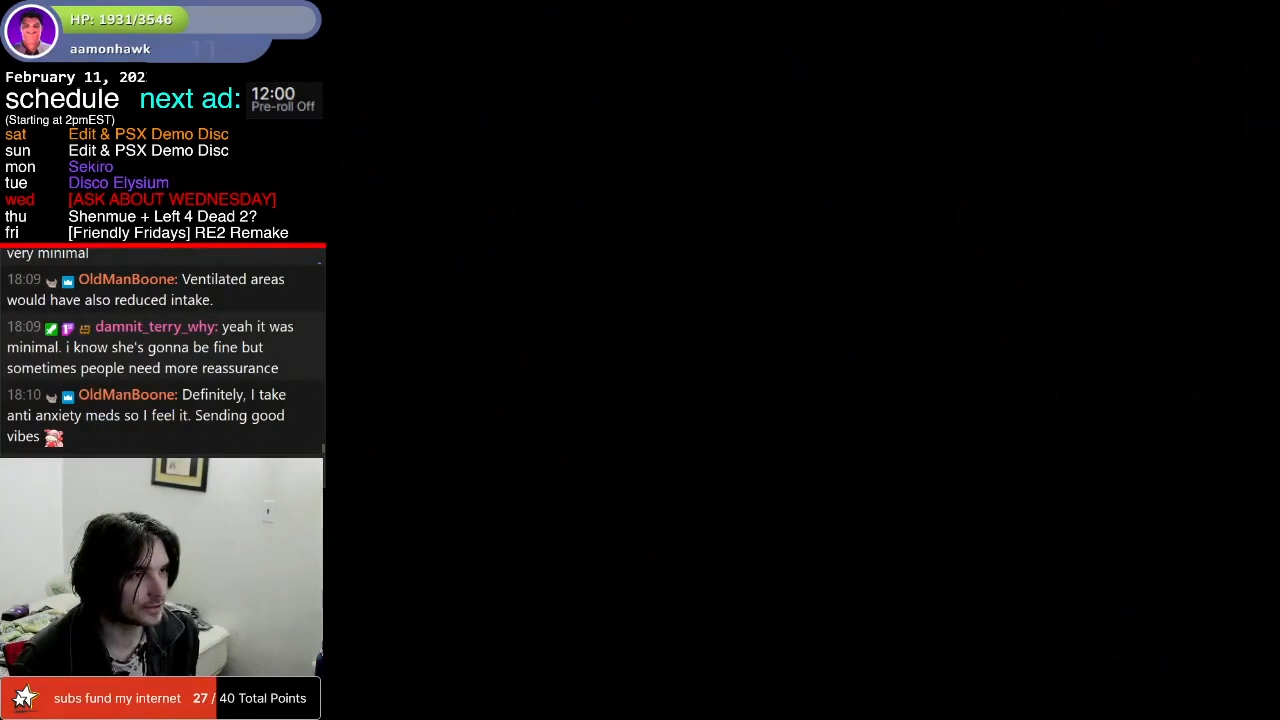 HP: 1931/3546
aamonhawk
11
February 11, 202
schedule next ad: 12:00
Pre-roll Off
(Starting at 2pmEST)
sat Edit & PSX Demo Disc
sun Edit & PSX Demo Disc
mon Sekiro
tue Disco Elysium
wed [ASK ABOUT WEDNESDAY]
thu Shenmue + Left 4 Dead 2?
fri [Friendly Fridays] RE2 Remake
very minimal
18:09 OldManBoone: Ventilated areas
would have also reduced intake.
18:09 damnit_terry_why: yeah it was
minimal. i know she's gonna be fine but
sometimes people need more reassurance
18:10 OldManBoone: Definitely, I take
anti anxiety meds so I feel it. Sending good
vibes
subs fund my internet 27 / 40 Total Points